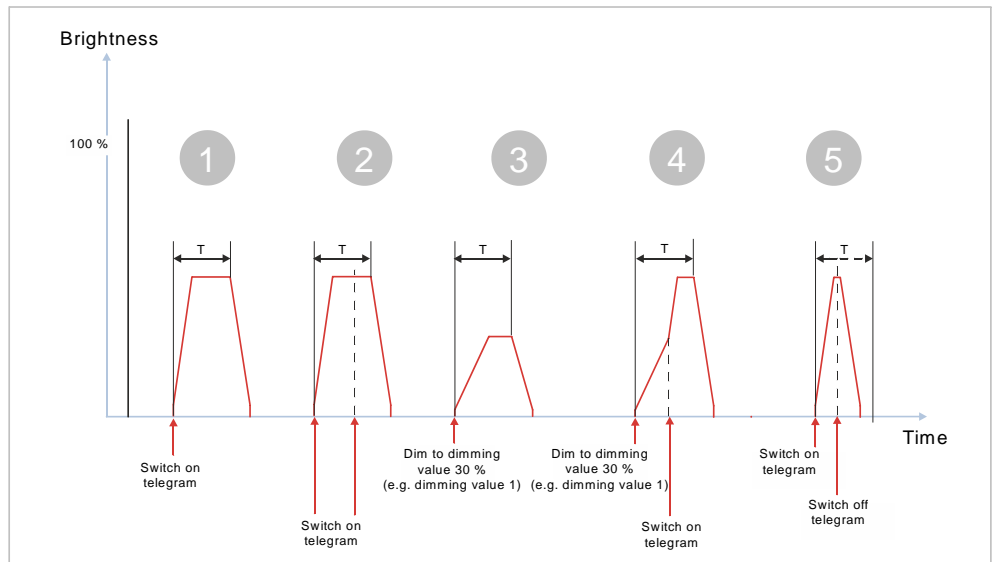 Brightness
100 %
1
2
3
4
5
T
T
T
T
T
Time
Switch on
telegram
Switch on
telegram
Dim to dimming
value 30 %
(e.g. dimming value 1)
Dim to dimming
value 30 %
(e.g. dimming value 1)
Switch on
telegram
Switch on
telegram
Switch off
telegram